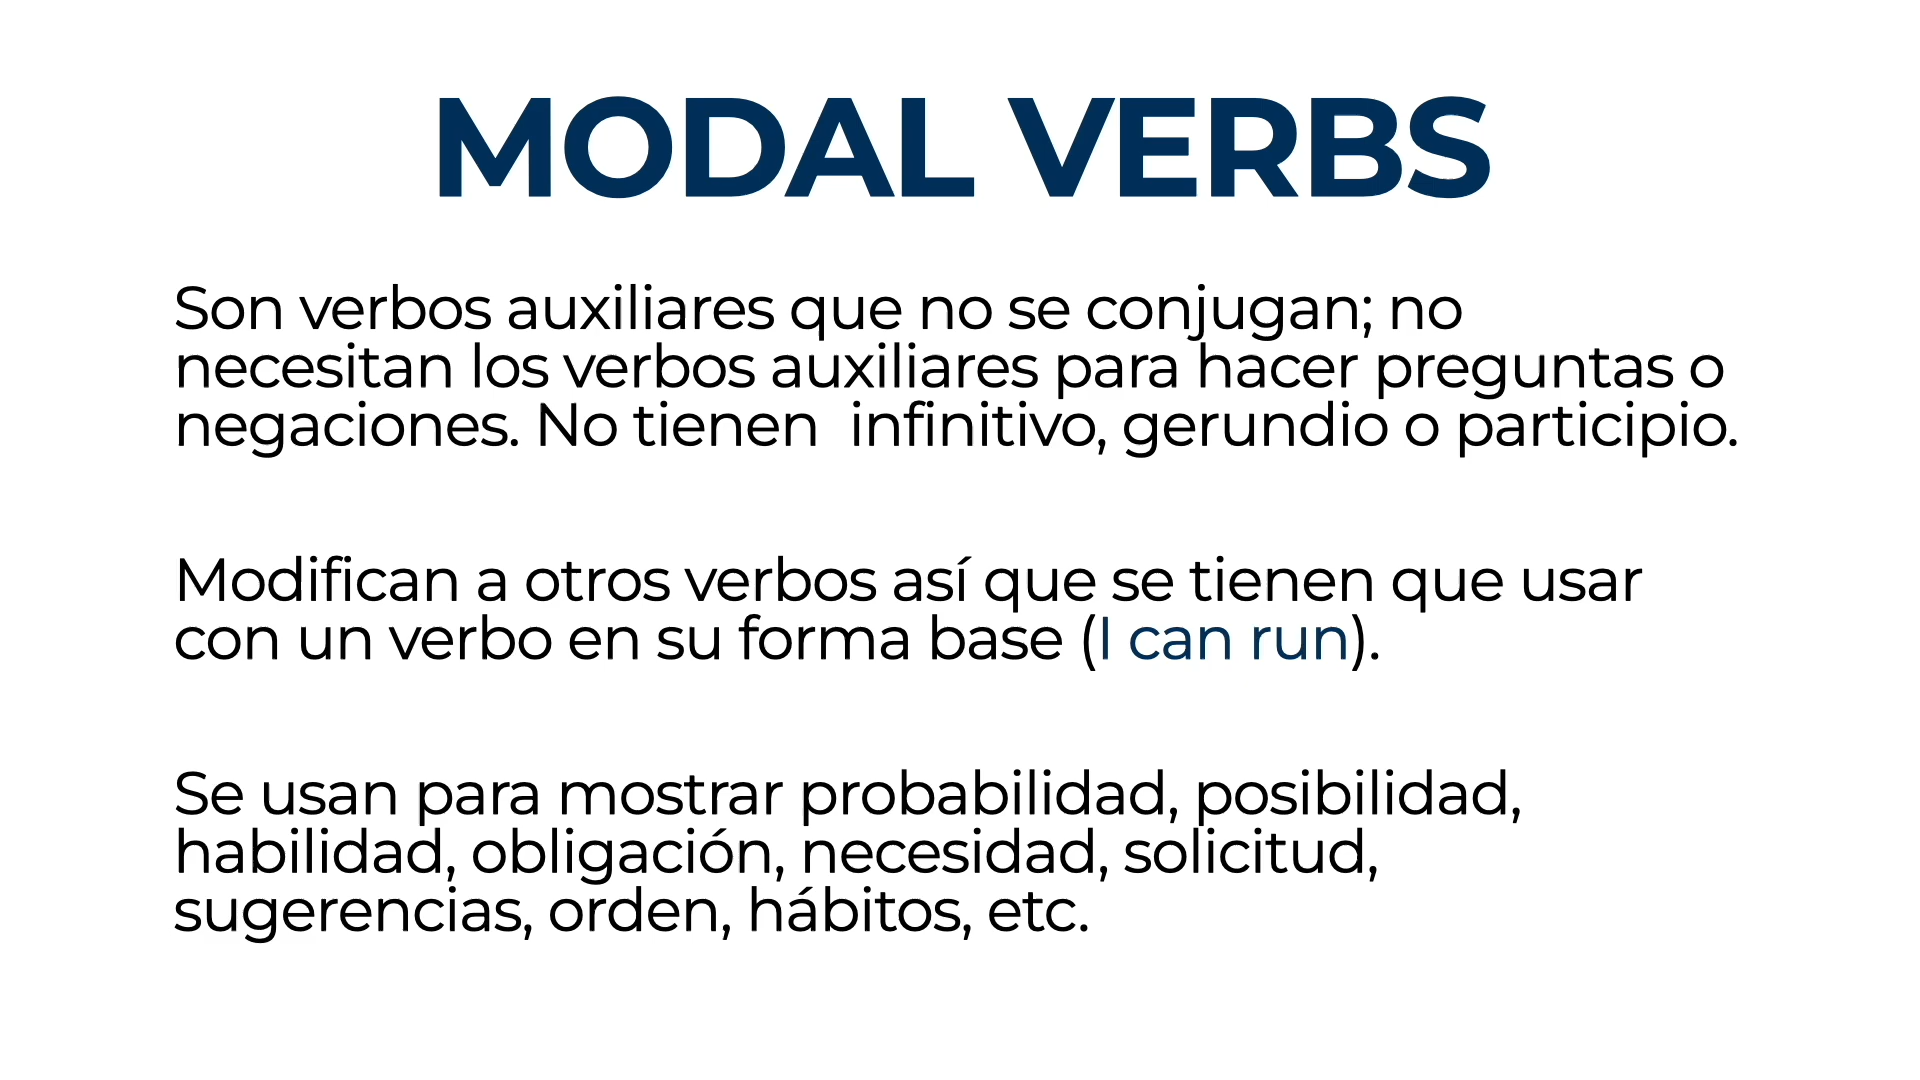 MODAL VERBS
Son verbos auxiliares que no se conjugan; no
necesitan los verbos auxiliares para hacer preguntas o
negaciones. No tienen  infinitivo, gerundio o participio.
Modifican a otros verbos así que se tienen que usar
con un verbo en su forma base (I can run).
Se usan para mostrar probabilidad, posibilidad,
habilidad, obligación, necesidad, solicitud,
sugerencias, orden, hábitos, etc.